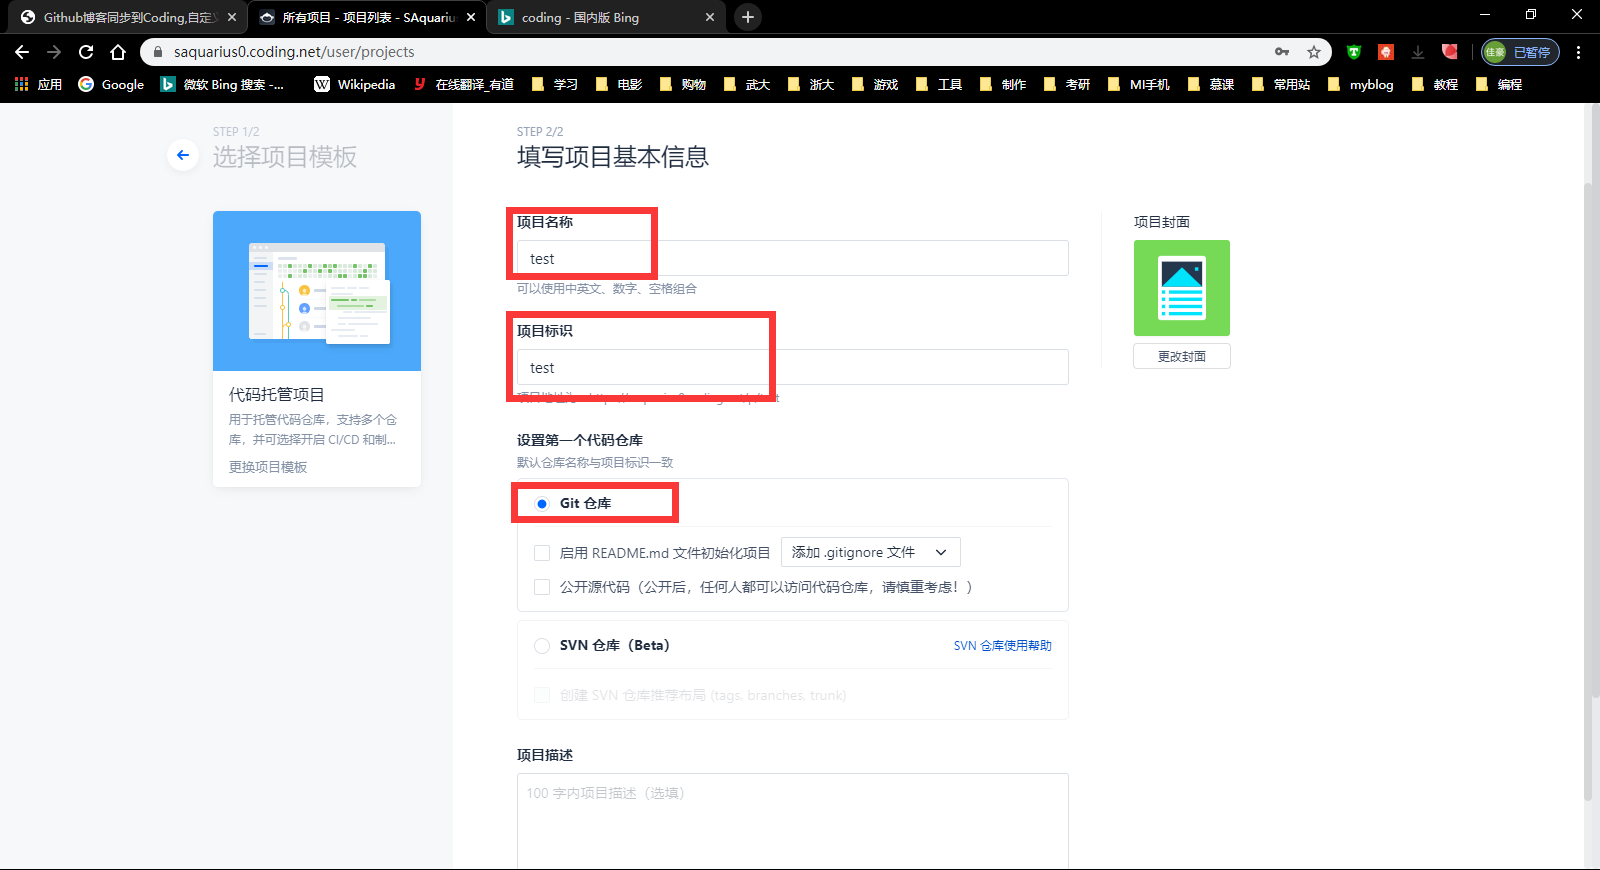 Github博客同步到Coding,自定义
所有项目 - 项目列表 - SAquariu
coding - 国内版 Bing
saquarius0.coding.net/user/projects
佳豪 已暂停
应用 Google 微软 Bing 搜索 -... Wikipedia 在线翻译_有道 学习 电影 购物 武大 浙大 游戏 工具 制作 考研 MI手机 慕课 常用站 myblog 教程 编程
STEP 1/2
选择项目模板
代码托管项目
用于托管代码仓库，支持多个仓
库，并可选择开启 CI/CD 和制...
更换项目模板
STEP 2/2
填写项目基本信息
项目名称
test
可以使用中英文、数字、空格组合
项目标识
test
设置第一个代码仓库
默认仓库名称与项目标识一致
Git 仓库
启用 README.md 文件初始化项目
添加 .gitignore 文件
公开源代码（公开后，任何人都可以访问代码仓库，请慎重考虑！）
SVN 仓库（Beta）
SVN 仓库使用帮助
创建 SVN 仓库推荐布局 (tags, branches, trunk)
项目描述
100 字内项目描述（选填）
项目封面
更改封面